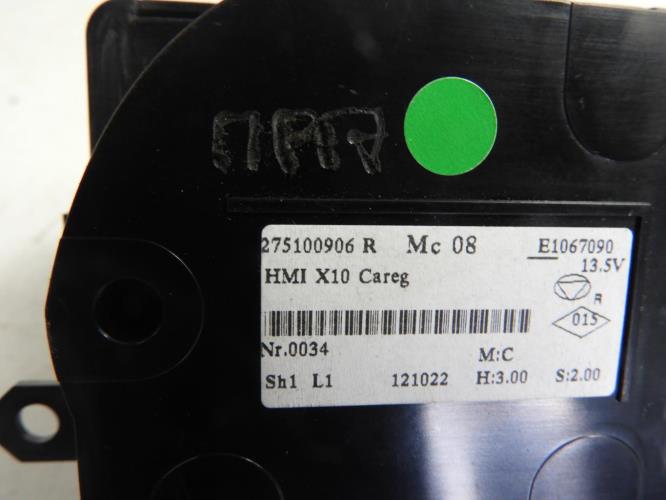 275100906 R Mc 08 E1067090
13.5V
HMI X10 Careg
R
015
Nr.0034
M:C
Sh1 L1 121022 H:3.00 S:2.00